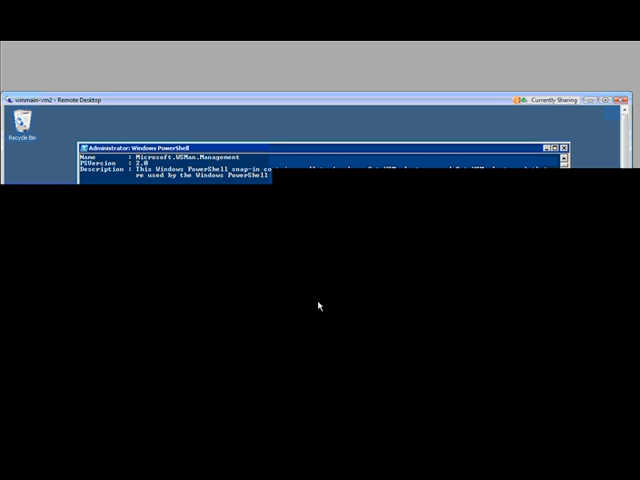 winmain-vm2 - Remote Desktop
Currently Sharing
Recycle Bin
Administrator: Windows PowerShell
Name : Microsoft.WSMan.Management
PSVersion : 2.0
Description : This Windows PowerShell snap-in co
re used by the Windows PowerShell